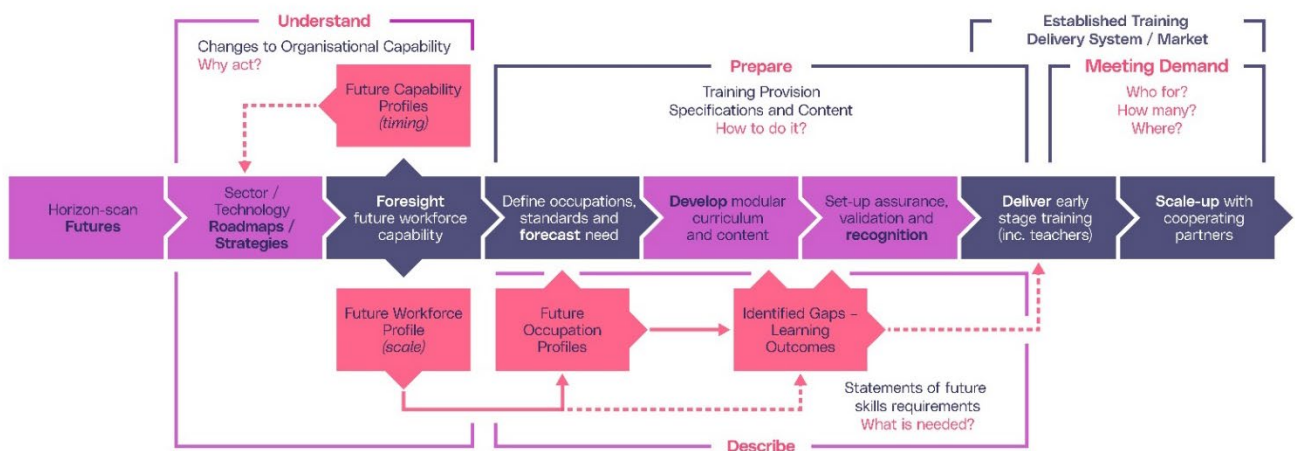 Understand
Changes to Organisational Capability
Why act?
Future Capability
Profiles
(timing)
Prepare
Training Provision
Specifications and Content
How to do it?
Established Training
Delivery System / Market
Meeting Demand
Who for?
How many?
Where?
Horizon-scan
Futures
Sector /
Technology
Roadmaps /
Strategies
Foresight
future workforce
capability
Define occupations,
standards and
forecast need
Develop modular
curriculum
and content
Set-up assurance,
validation and
recognition
Deliver early
stage training
(inc. teachers)
Scale-up with
cooperating
partners
Future Workforce
Profile
(scale)
Future
Occupation
Profiles
Identified Gaps –
Learning
Outcomes
Statements of future
skills requirements
What is needed?
Describe